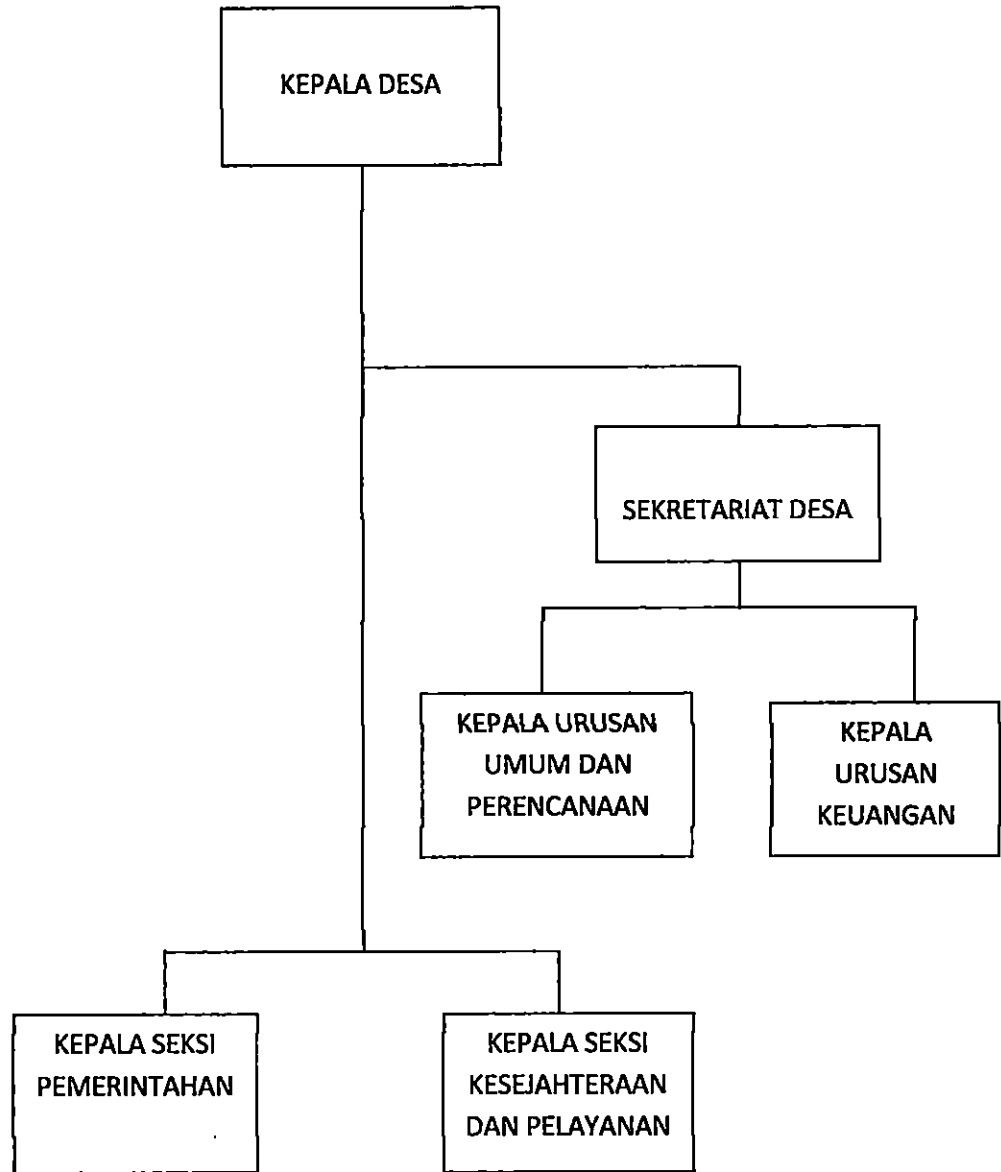 KEPALA DESA
SEKRETARIAT DESA
KEPALA URUSAN
UMUM DAN
PERENCANAAN
KEPALA
URUSAN
KEUANGAN
KEPALA SEKSI
PEMERINTAHAN
KEPALA SEKSI
KESEJAHTERAAN
DAN PELAYANAN